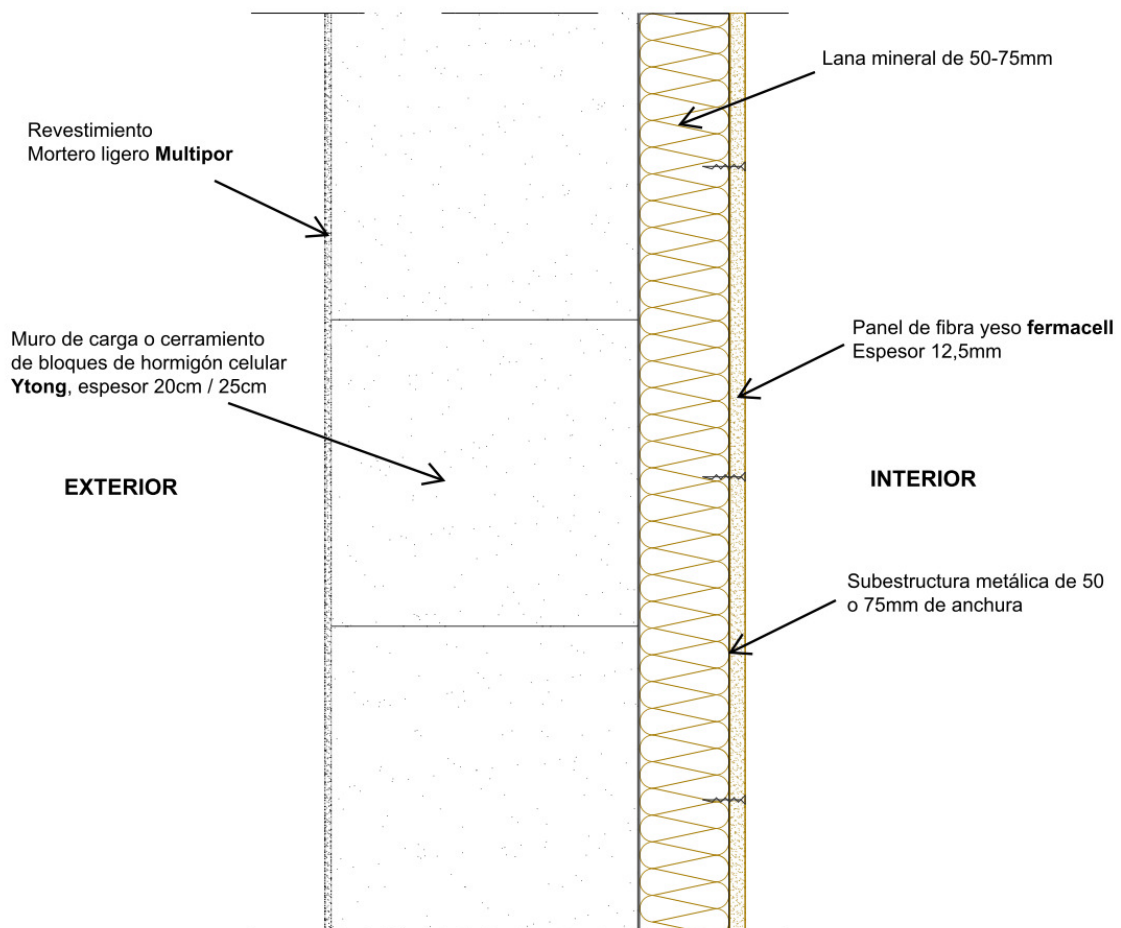 Lana mineral de 50-75mm
Revestimiento
Mortero ligero Multipor
Muro de carga o cerramiento
de bloques de hormigón celular
Ytong, espesor 20cm / 25cm
Panel de fibra yeso fermacell
Espesor 12,5mm
EXTERIOR
INTERIOR
Subestructura metálica de 50
o 75mm de anchura